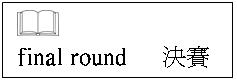 final round 決賽